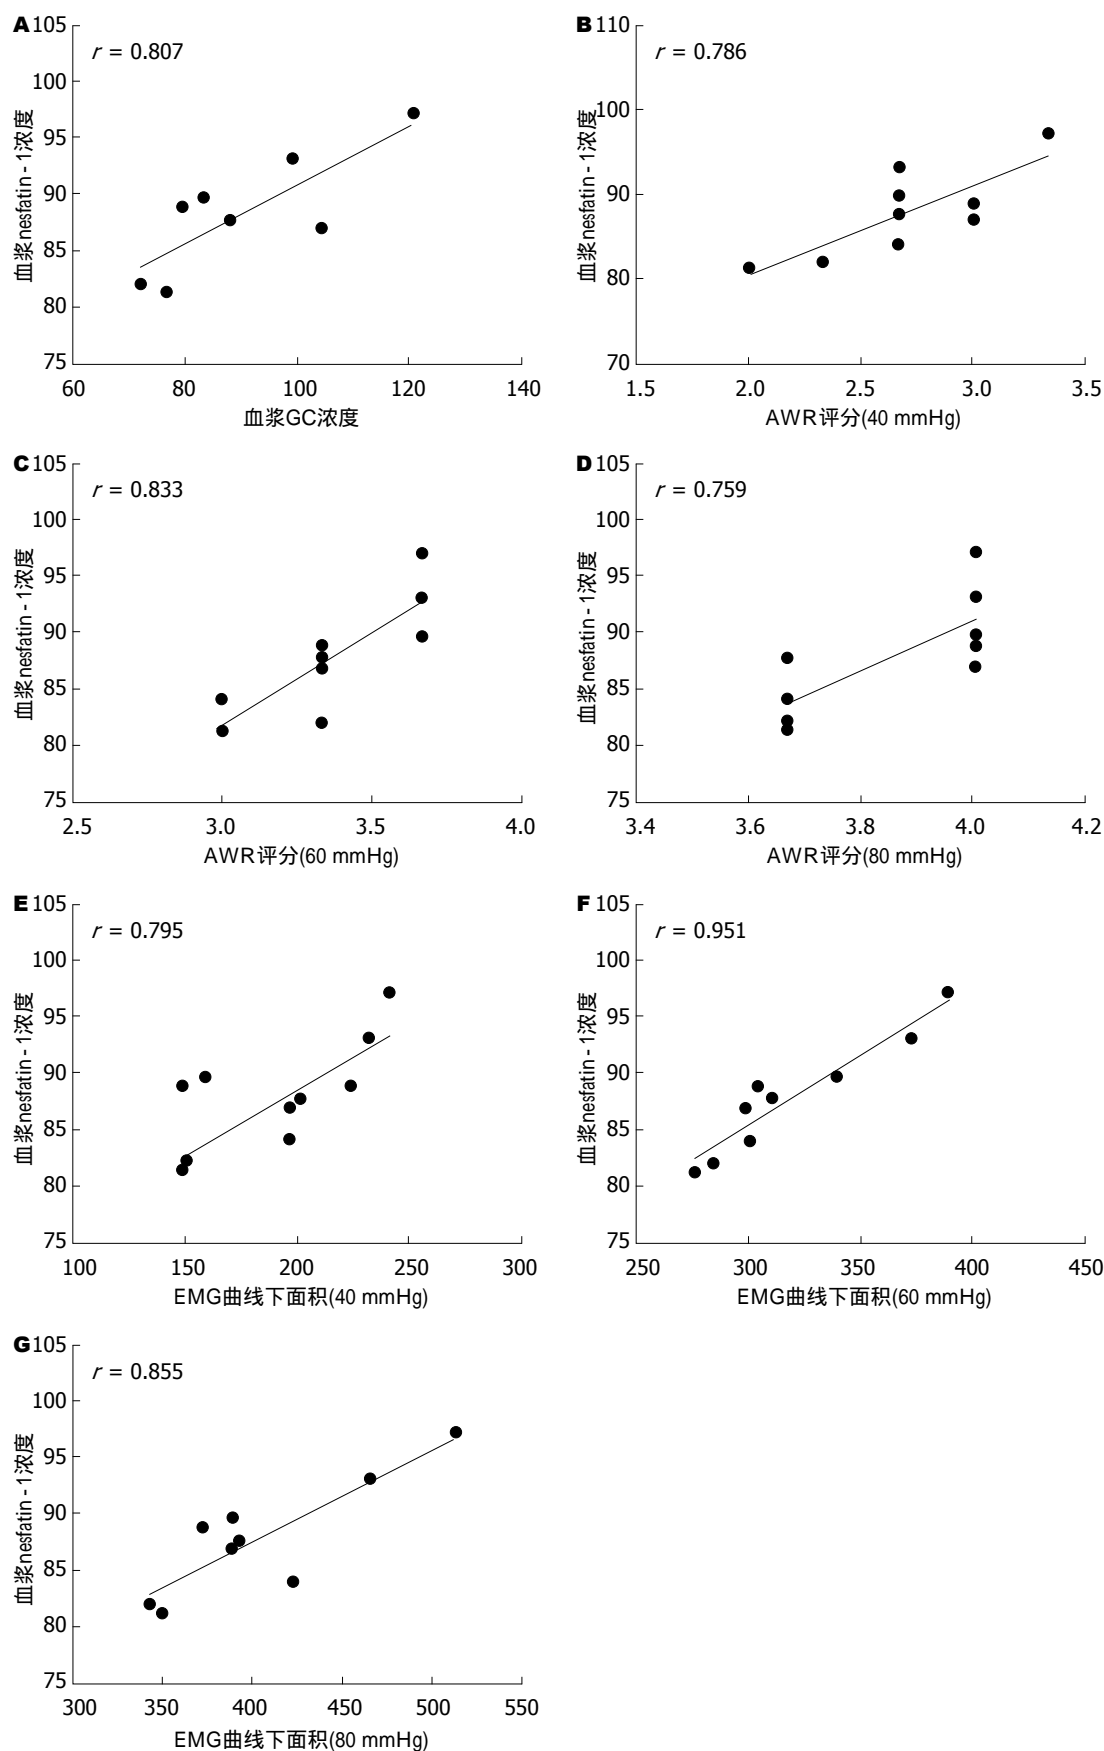 A
r = 0.807
105
100
95
90
85
80
75
60 80 100 120 140
血浆nesfatin - 1浓度
血浆GC浓度
B
r = 0.786
110
100
90
80
70
1.5 2.0 2.5 3.0 3.5
血浆nesfatin - 1浓度
AWR评分(40 mmHg)
C
r = 0.833
105
100
95
90
85
80
75
2.5 3.0 3.5 4.0
血浆nesfatin - 1浓度
AWR评分(60 mmHg)
D
r = 0.759
105
100
95
90
85
80
75
3.4 3.6 3.8 4.0 4.2
血浆nesfatin - 1浓度
AWR评分(80 mmHg)
E
r = 0.795
105
100
95
90
85
80
75
100 150 200 250 300
血浆nesfatin - 1浓度
EMG曲线下面积(40 mmHg)
F
r = 0.951
105
100
95
90
85
80
75
250 300 350 400 450
血浆nesfatin - 1浓度
EMG曲线下面积(60 mmHg)
G
r = 0.855
105
100
95
90
85
80
75
300 350 400 450 500 550
血浆nesfatin - 1浓度
EMG曲线下面积(80 mmHg)